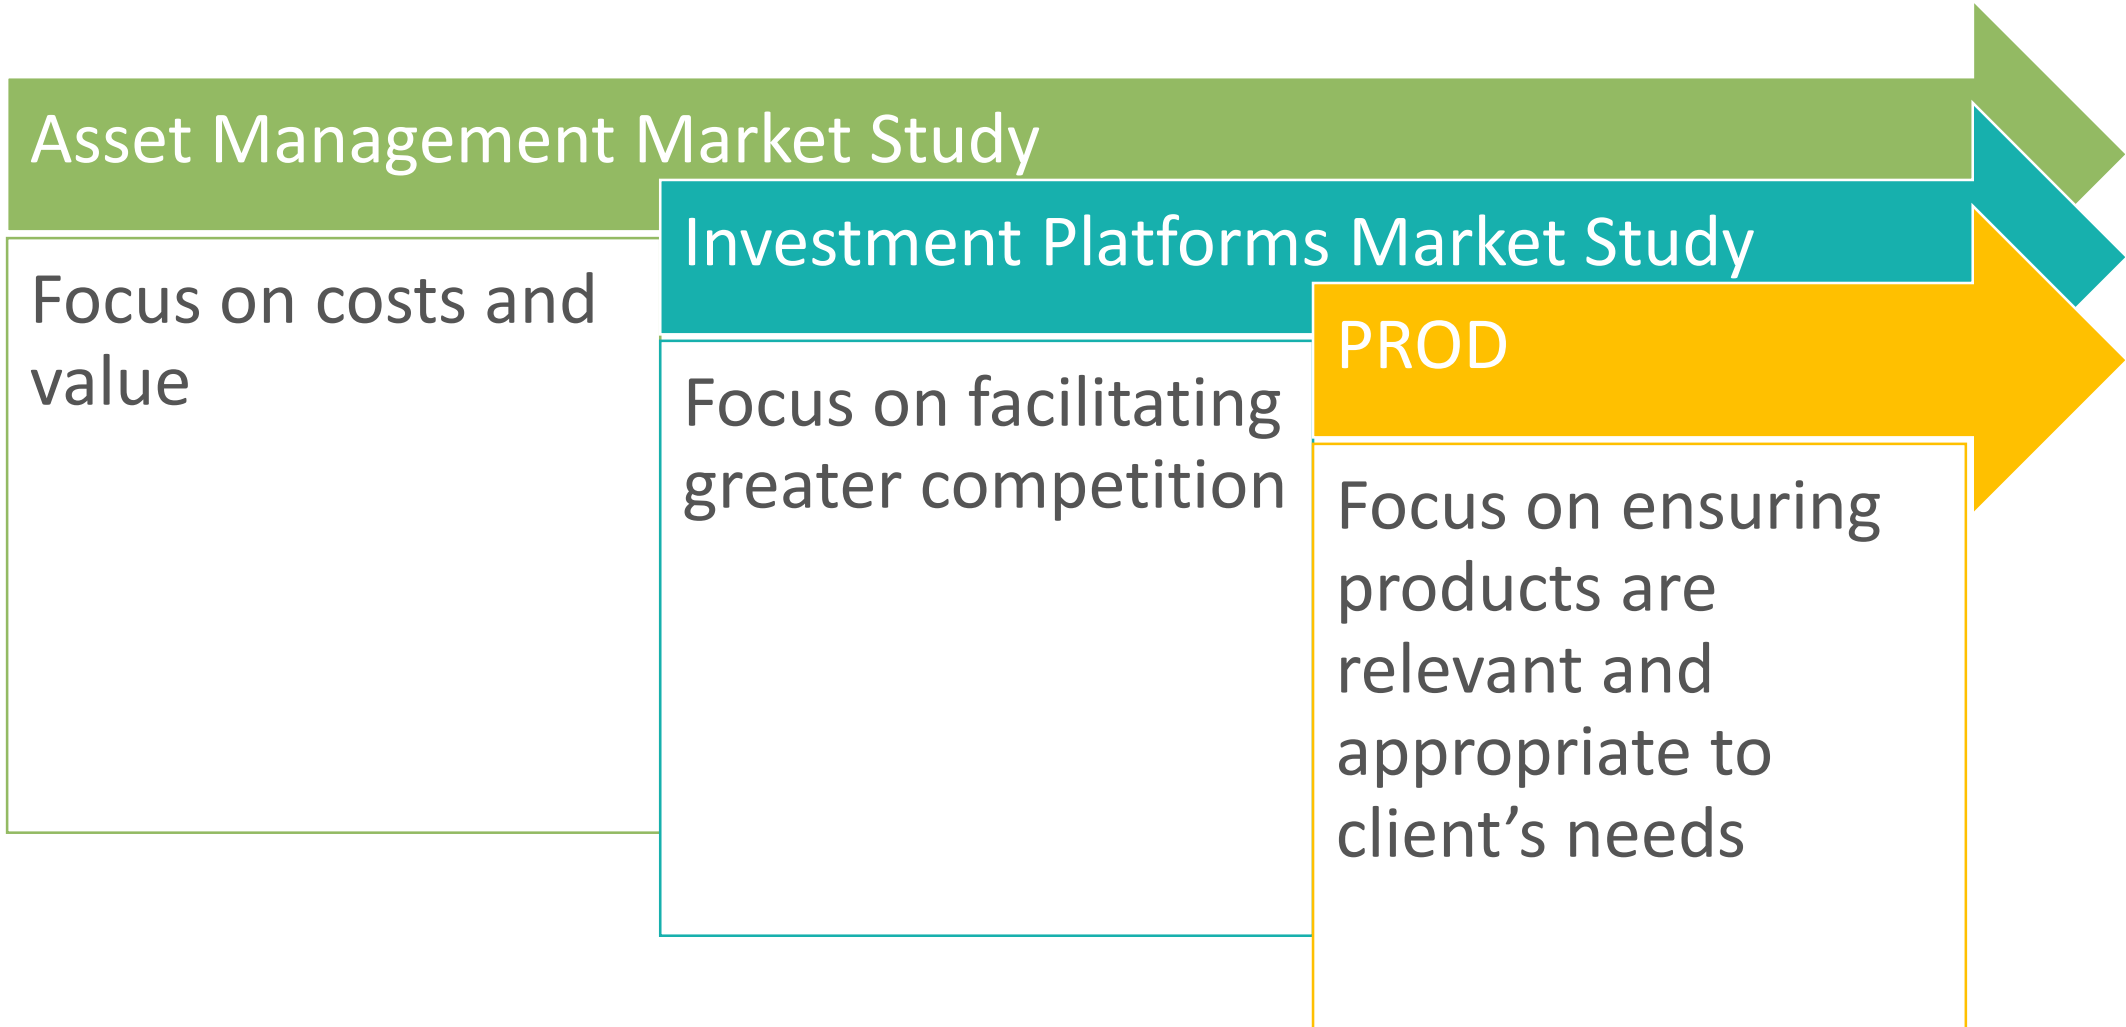 Asset Management Market Study
Focus on costs and
value
Investment Platforms Market Study
Focus on facilitating
greater competition
PROD
Focus on ensuring
products are
relevant and
appropriate to
client’s needs